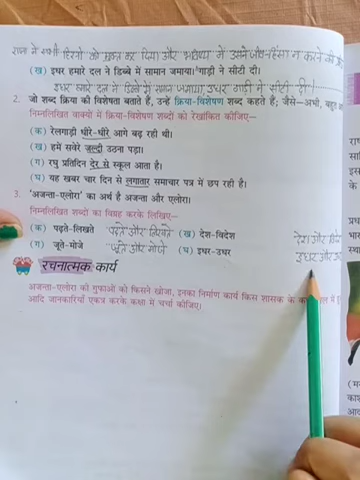 राजा ने सभी हिरनों को मुक्त कर दिया और भविष्य में उसने जीव-हिंसा न करने की
(ख) इधर हमारे दल ने डिब्बे में सामान जमाया। गाड़ी ने सीटी दी।
इधर हमारे दल ने डिब्बे में सामान जमाया, उधर गाड़ी ने सीटी दी।
2. जो शब्द क्रिया की विशेषता बताते हैं, उन्हें क्रिया-विशेषण शब्द कहते हैं; जैसे—अभी, बहुत
निम्नलिखित वाक्यों में क्रिया-विशेषण शब्दों को रेखांकित कीजिए—
(क) रेलगाड़ी धीरे-धीरे आगे बढ़ रही थी।
(ख) हमें सवेरे जल्दी उठना पड़ा।
(ग) रघु प्रतिदिन देर से स्कूल आता है।
(घ) यह खबर चार दिन से लगातार समाचार पत्र में छप रही है।
3. ‘अजन्ता-एलोरा’ का अर्थ है अजन्ता और एलोरा।
निम्नलिखित शब्दों का विग्रह करके लिखिए—
(क) पढ़ते-लिखते पढ़ते और लिखते (ख) देश-विदेश देश और
(ग) जूते-मोजे जूते और मोजे (घ) इधर-उधर इधर और
रचनात्मक कार्य
अजन्ता-एलोरा की गुफाओं को किसने खोजा, इनका निर्माण कार्य किस शासक के में
आदि जानकारियाँ एकत्र करके कक्षा में चर्चा कीजिए।